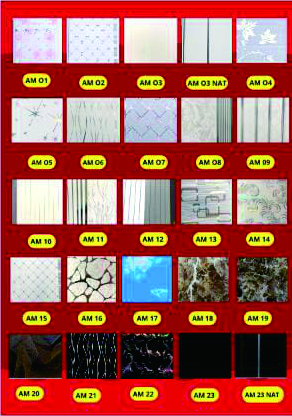 AM O1 AM O2 AM O3 AM O3 NAT AM O4
AM O5 AM O6 AM O7 AM O8 AM 09
AM 10 AM 11 AM 12 AM 13 AM 14
AM 15 AM 16 AM 17 AM 18 AM 19
AM 20 AM 21 AM 22 AM 23 AM 23 NAT